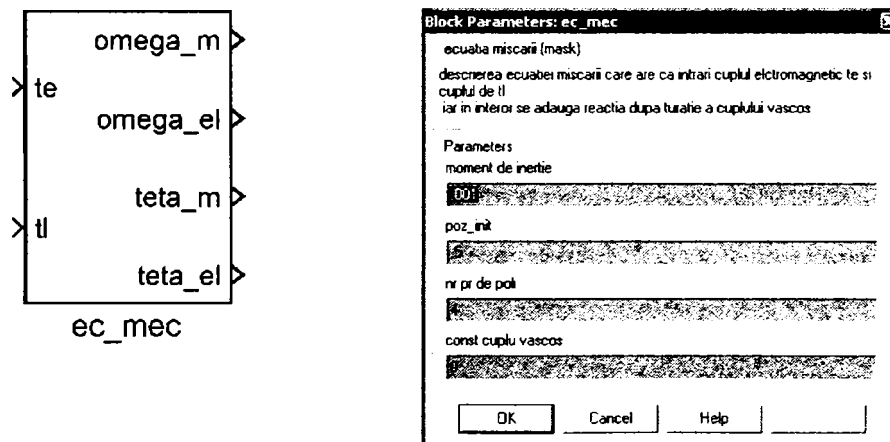 omega_m
te
omega_el
teta_m
tl
teta_el
ec_mec
Block Parameters: ec_mec
ecuatia miscarii (mask)
descrierea ecuatiei miscarii care are ca intrari cuplul elctromagnetic te si
cuplul de tl
iar in interor se adauga reactia dupa turatie a cuplului vascos
Parameters
moment de inertie
poz_init
nr pr de poli
const cuplu vascos
OK
Cancel
Help